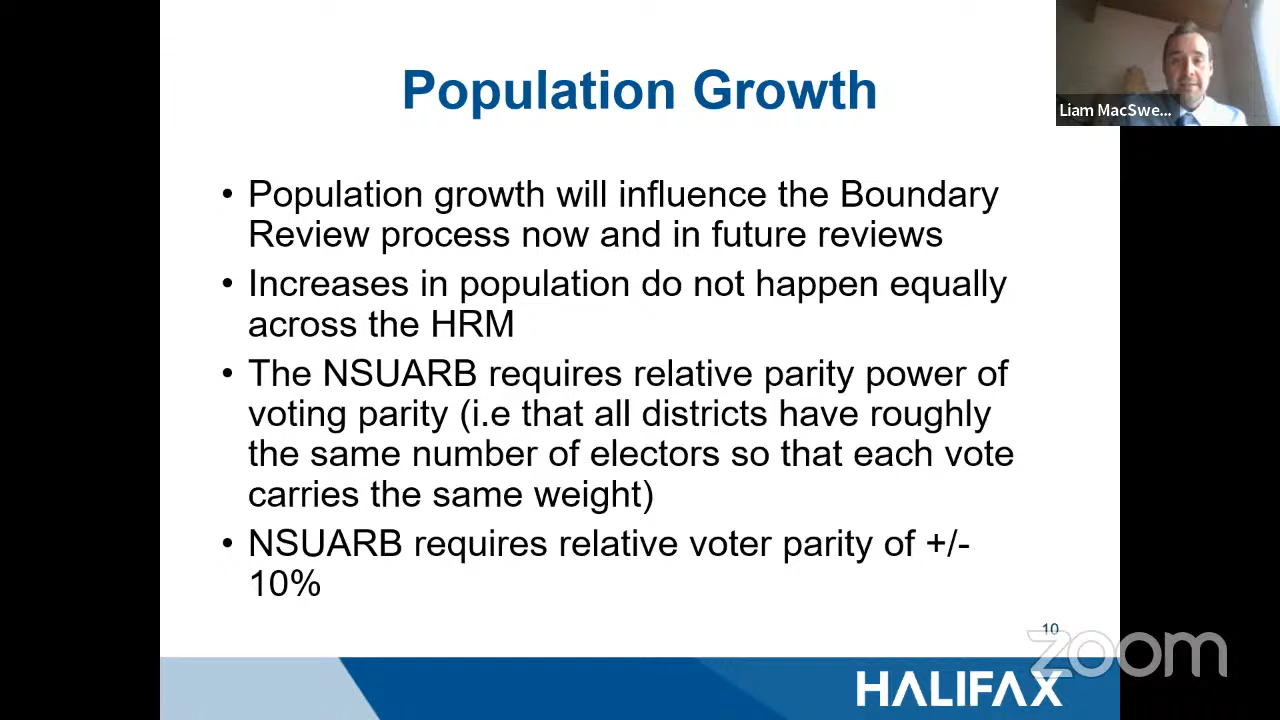 Population Growth
Liam MacSwe...
• Population growth will influence the Boundary
Review process now and in future reviews
• Increases in population do not happen equally
across the HRM
• The NSUARB requires relative parity power of
voting parity (i.e that all districts have roughly
the same number of electors so that each vote
carries the same weight)
• NSUARB requires relative voter parity of +/-
10%
10
zoom
HALIFAX